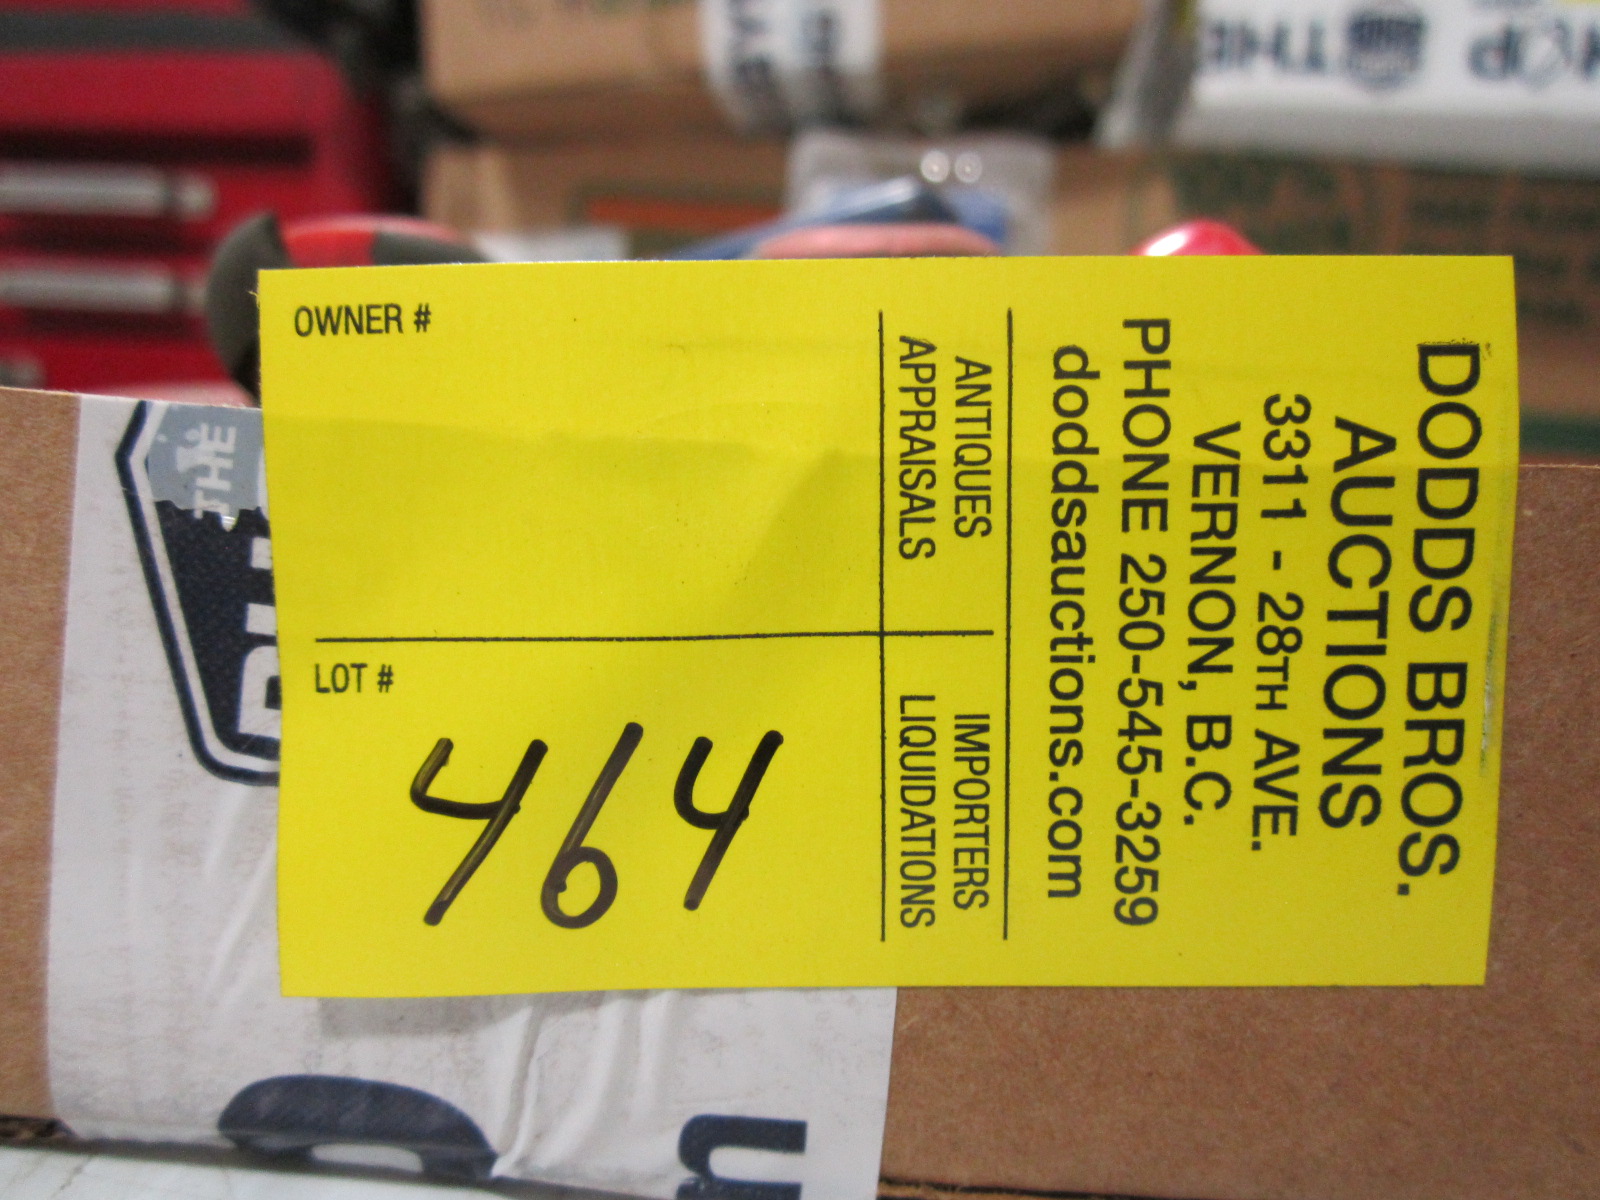 DODDS BROS.
AUCTIONS
3311 - 28TH AVE.
VERNON, B.C.
PHONE 250-545-3259
doddsauctions.com
ANTIQUES IMPORTERS
APPRAISALS LIQUIDATIONS
OWNER #
LOT #
464
THE
THE